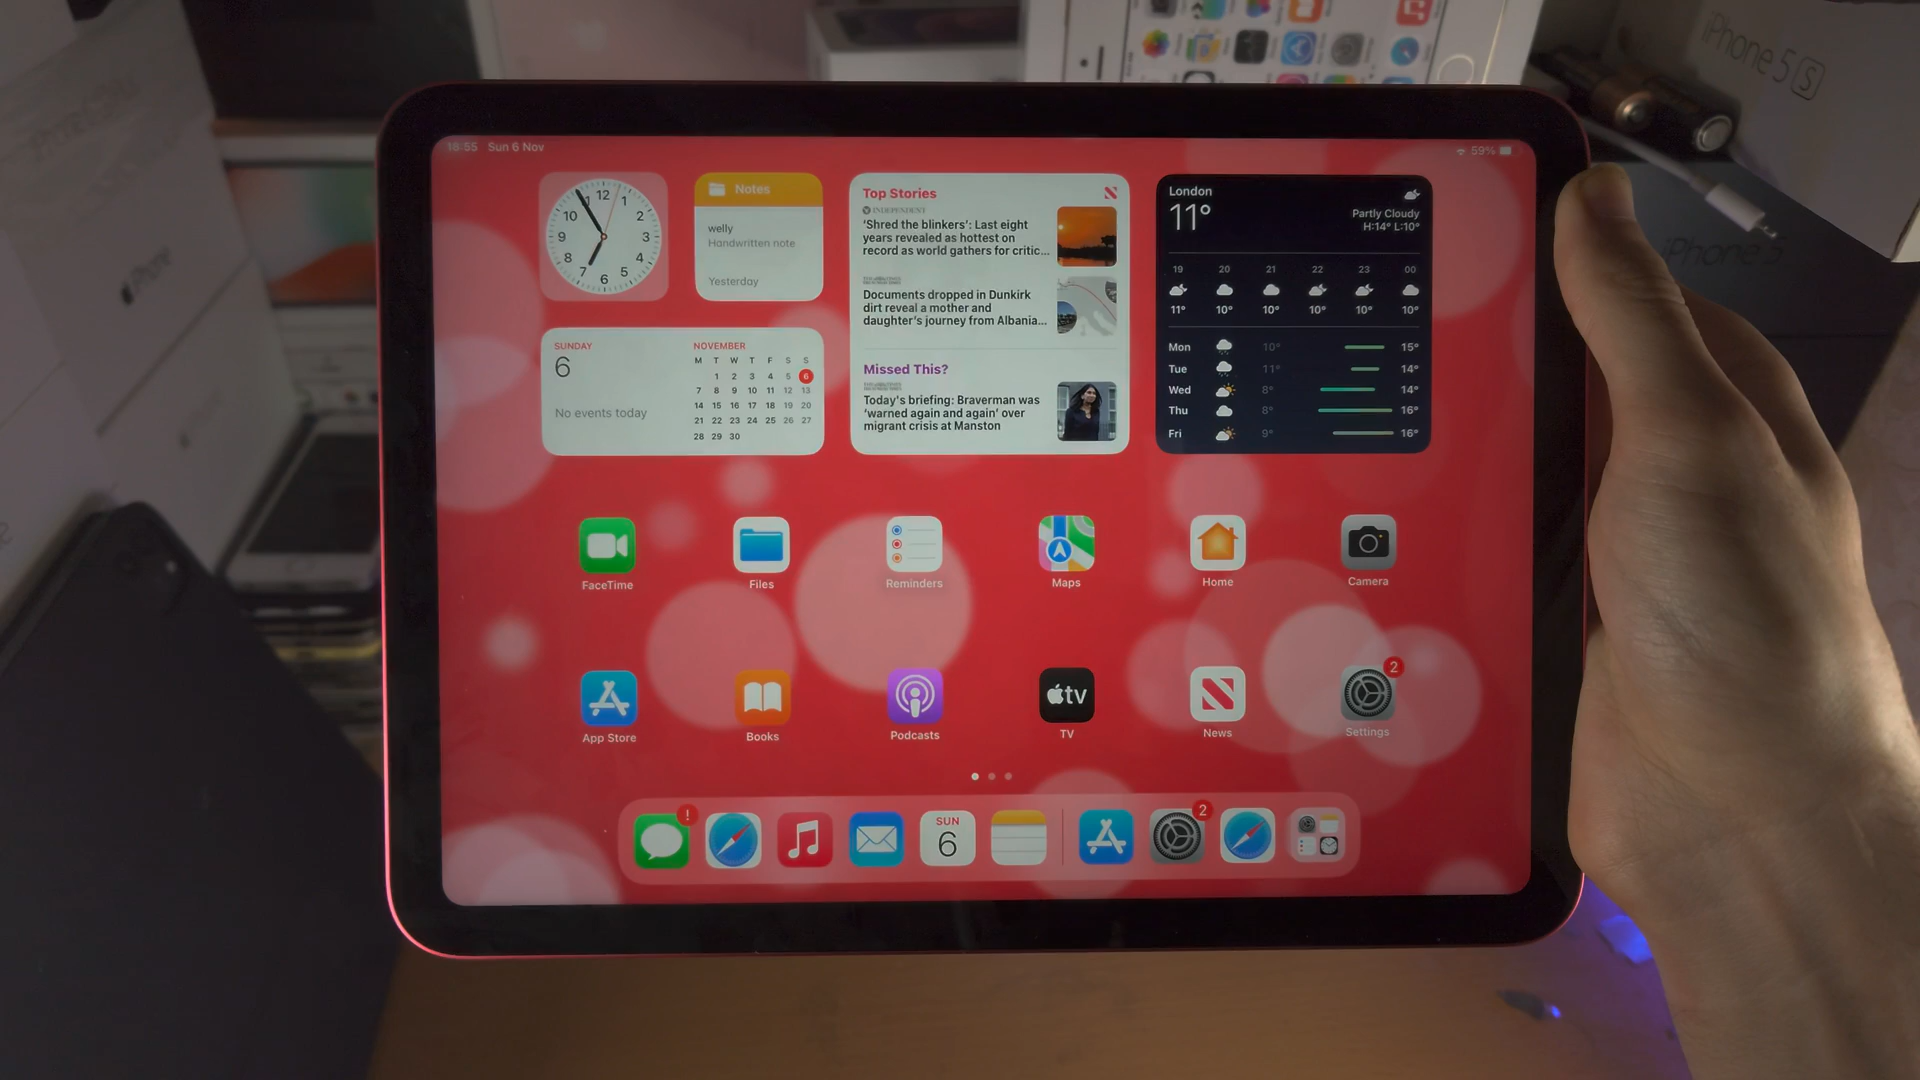 iPhone 5S
iPhone
iPhone 5
18:55 Sun 6 Nov
59%
12
1
2
3
4
5
6
7
8
9
10
11
Notes
welly
Handwritten note
Yesterday
SUNDAY
6
No events today
NOVEMBER
M T W T F S S
1 2 3 4 5 6
7 8 9 10 11 12 13
14 15 16 17 18 19 20
21 22 23 24 25 26 27
28 29 30
Top Stories
INDEPENDENT
‘Shred the blinkers’: Last eight
years revealed as hottest on
record as world gathers for critic...
Documents dropped in Dunkirk
dirt reveal a mother and
daughter’s journey from Albania...
Missed This?
Today's briefing: Braverman was
‘warned again and again’ over
migrant crisis at Manston
London
11°
Partly Cloudy
H:14° L:10°
19 20 21 22 23 00
11° 10° 10° 10° 10° 10°
Mon 10° 15°
Tue 11° 14°
Wed 8° 14°
Thu 8° 16°
Fri 9° 16°
FaceTime
Files
Reminders
Maps
Home
Camera
2
App Store
Books
Podcasts
tv
TV
News
Settings
!
SUN
6
2